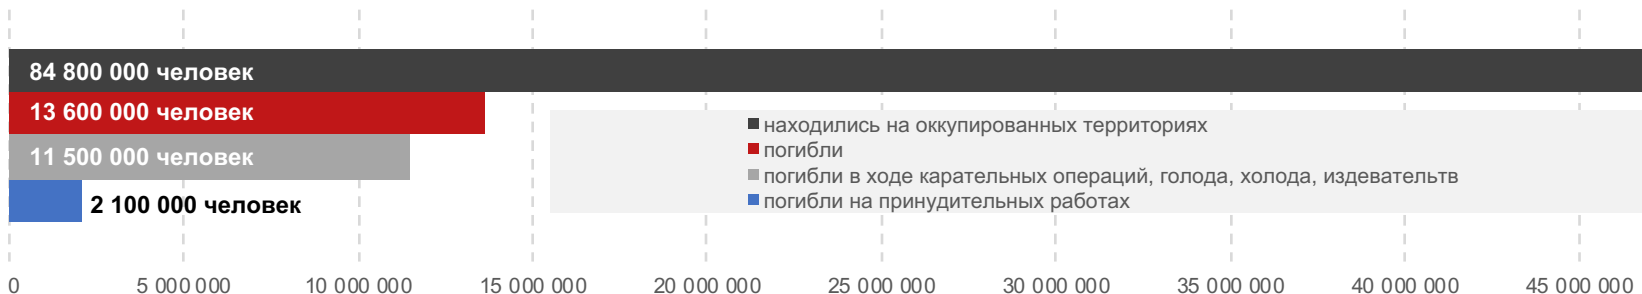 84 800 000 человек
13 600 000 человек
11 500 000 человек
2 100 000 человек
находились на оккупированных территориях
погибли
погибли в ходе карательных операций, голода, холода, издевательтв
погибли на принудительных работах
0 5 000 000 10 000 000 15 000 000 20 000 000 25 000 000 30 000 000 35 000 000 40 000 000 45 000 000